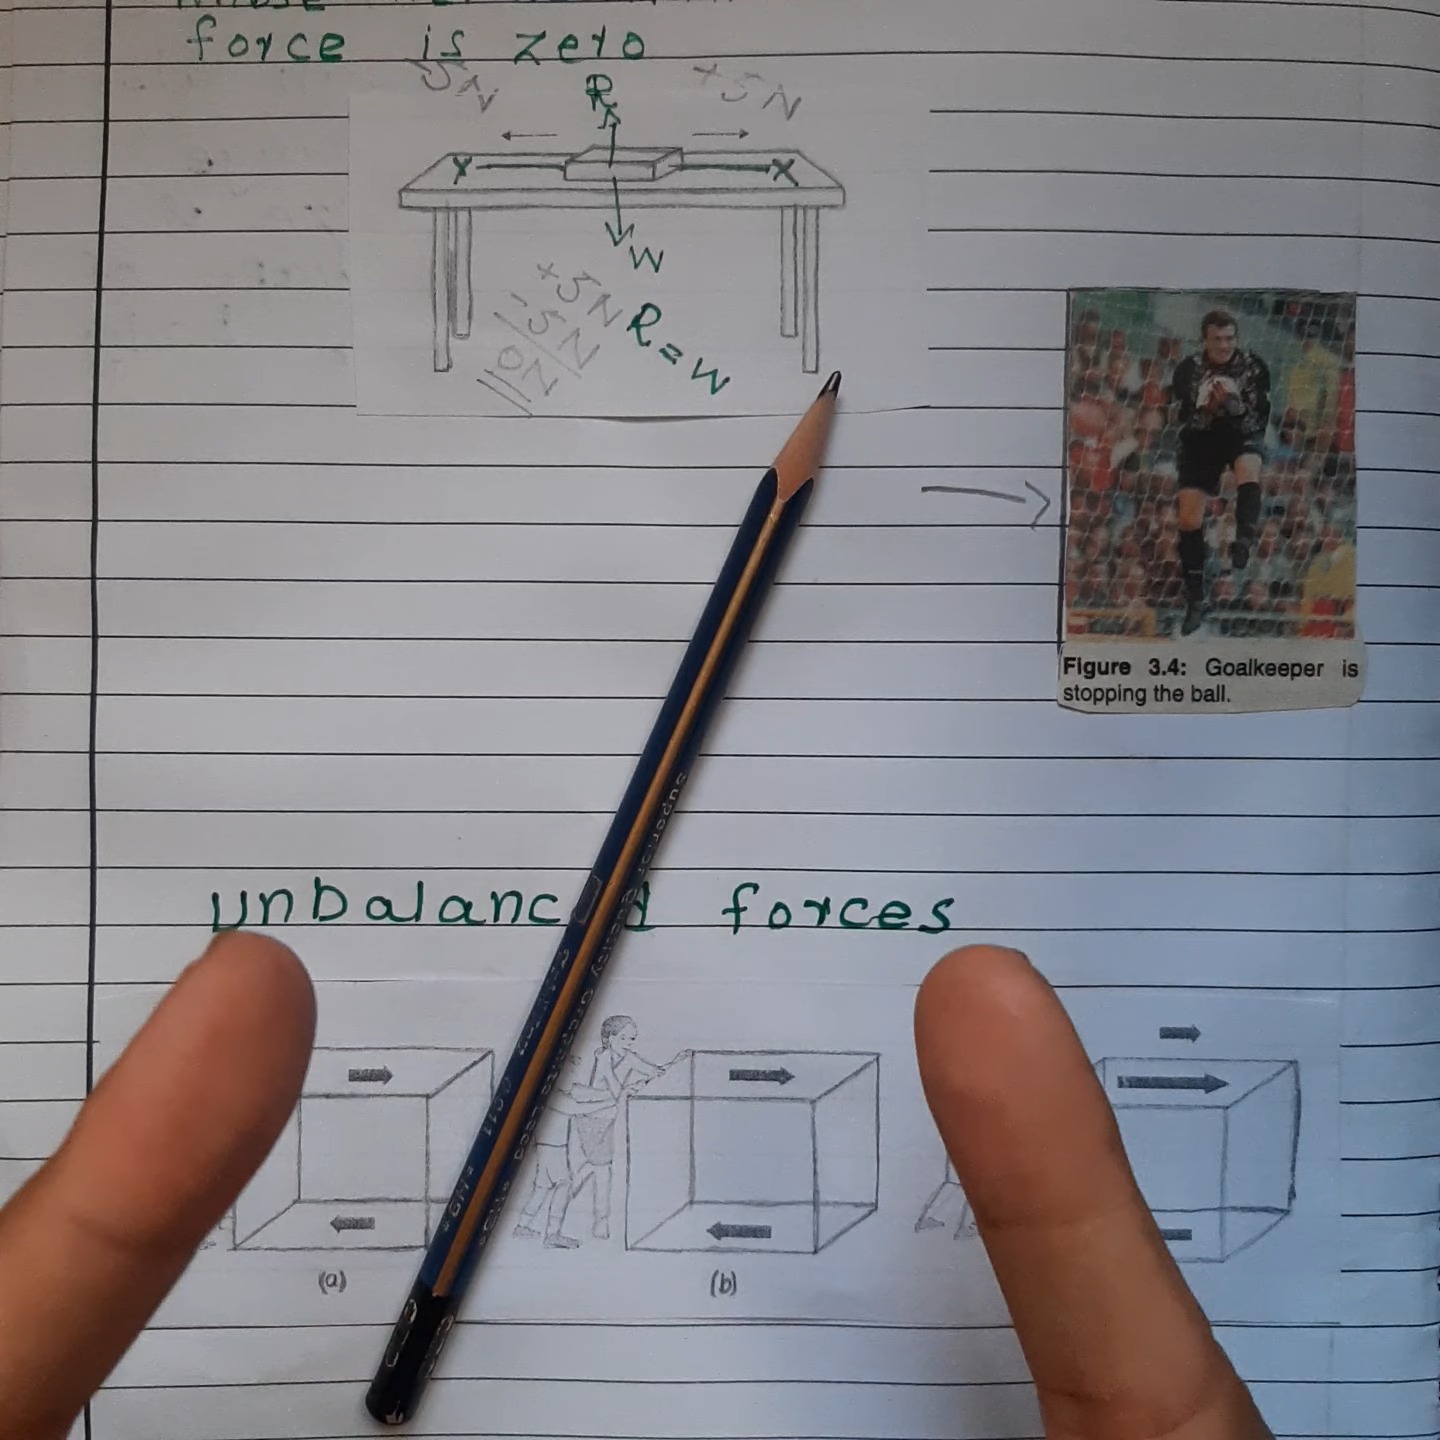 force is zero
5N
R
+5N
X
X
W
+5N
-5N
0N
R=W
Figure 3.4: Goalkeeper is
stopping the ball.
unbalanc d forces
(a)
(b)